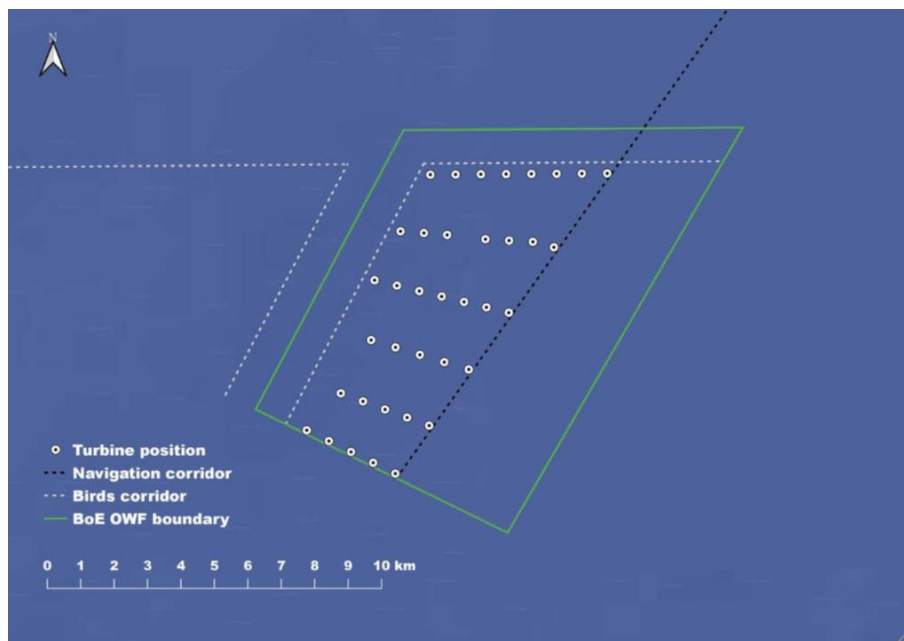 N
Turbine position
Navigation corridor
Birds corridor
BoE OWF boundary
0 1 2 3 4 5 6 7 8 9 10 km